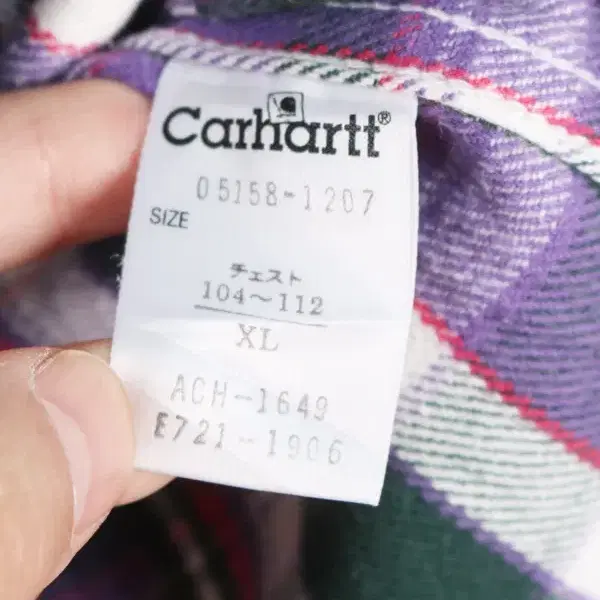 Carhartt®
05158-1207
SIZE
チェスト
104～112
XL
ACH-1649
E721-1906